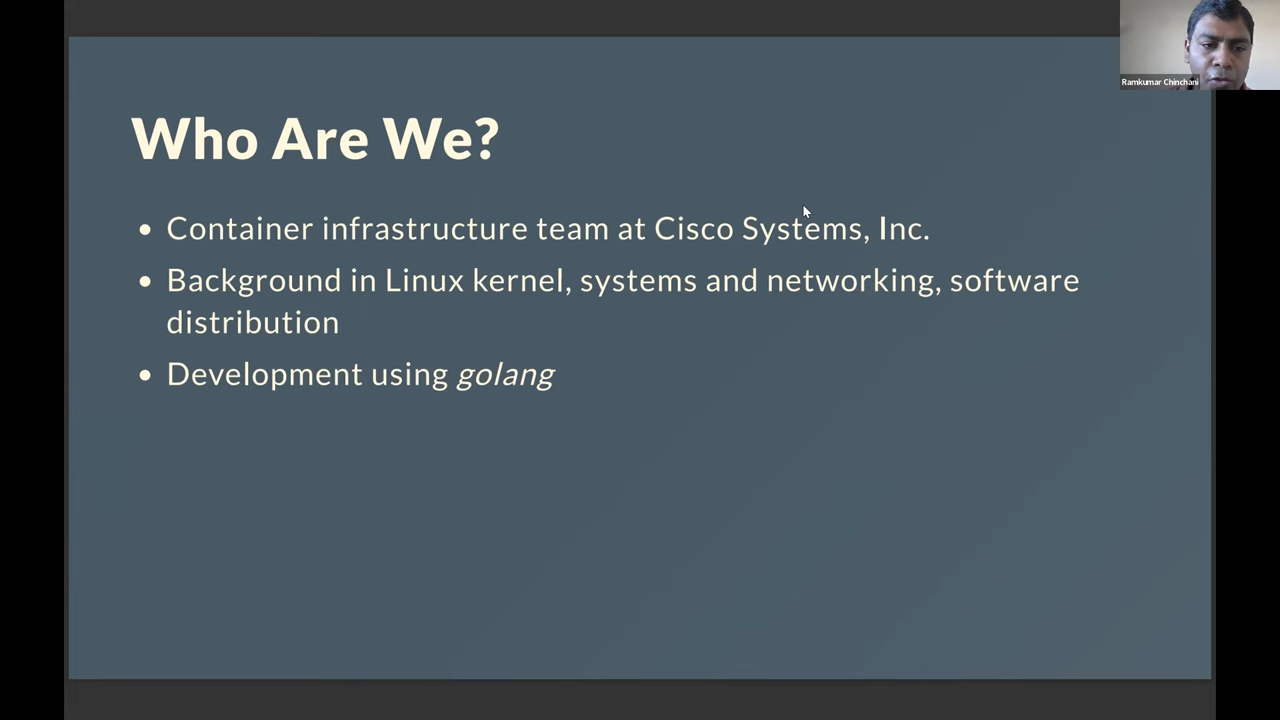 Ramkumar Chinchani
Who Are We?
• Container infrastructure team at Cisco Systems, Inc.
• Background in Linux kernel, systems and networking, software
distribution
• Development using golang